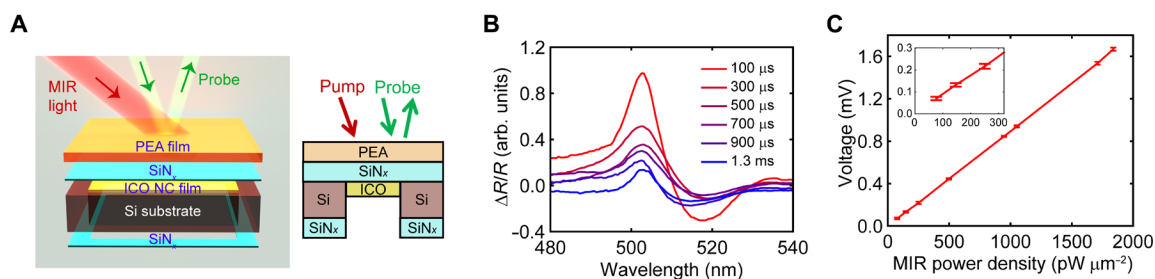 A
MIR
light
Probe
PEA film
SiNx
ICO NC film
Si substrate
SiNx
Pump Probe
PEA
SiNx
Si ICO Si
SiNx SiNx
B
ΔR/R (arb. units)
1.2
0.8
0.4
0.0
−0.4
480 500 520 540
Wavelength (nm)
100 μs
300 μs
500 μs
700 μs
900 μs
1.3 ms
C
Voltage (mV)
1.6
1.2
0.8
0.4
0
0 500 1000 1500 2000
MIR power density (pW μm⁻²)
0.3
0.2
0.1
0
0 100 200 300